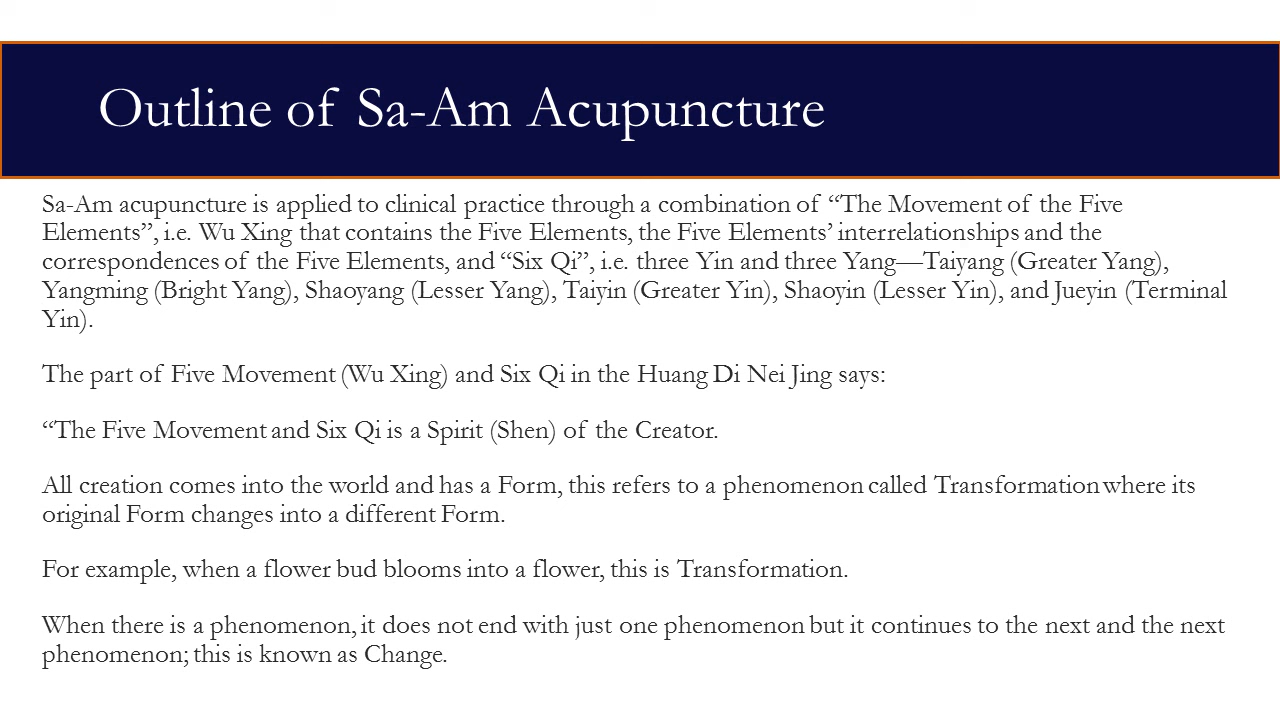 Outline of Sa-Am Acupuncture
Sa-Am acupuncture is applied to clinical practice through a combination of “The Movement of the Five
Elements”, i.e. Wu Xing that contains the Five Elements, the Five Elements’ interrelationships and the
correspondences of the Five Elements, and “Six Qi”, i.e. three Yin and three Yang—Taiyang (Greater Yang),
Yangming (Bright Yang), Shaoyang (Lesser Yang), Taiyin (Greater Yin), Shaoyin (Lesser Yin), and Jueyin (Terminal
Yin).
The part of Five Movement (Wu Xing) and Six Qi in the Huang Di Nei Jing says:
“The Five Movement and Six Qi is a Spirit (Shen) of the Creator.
All creation comes into the world and has a Form, this refers to a phenomenon called Transformation where its
original Form changes into a different Form.
For example, when a flower bud blooms into a flower, this is Transformation.
When there is a phenomenon, it does not end with just one phenomenon but it continues to the next and the next
phenomenon; this is known as Change.